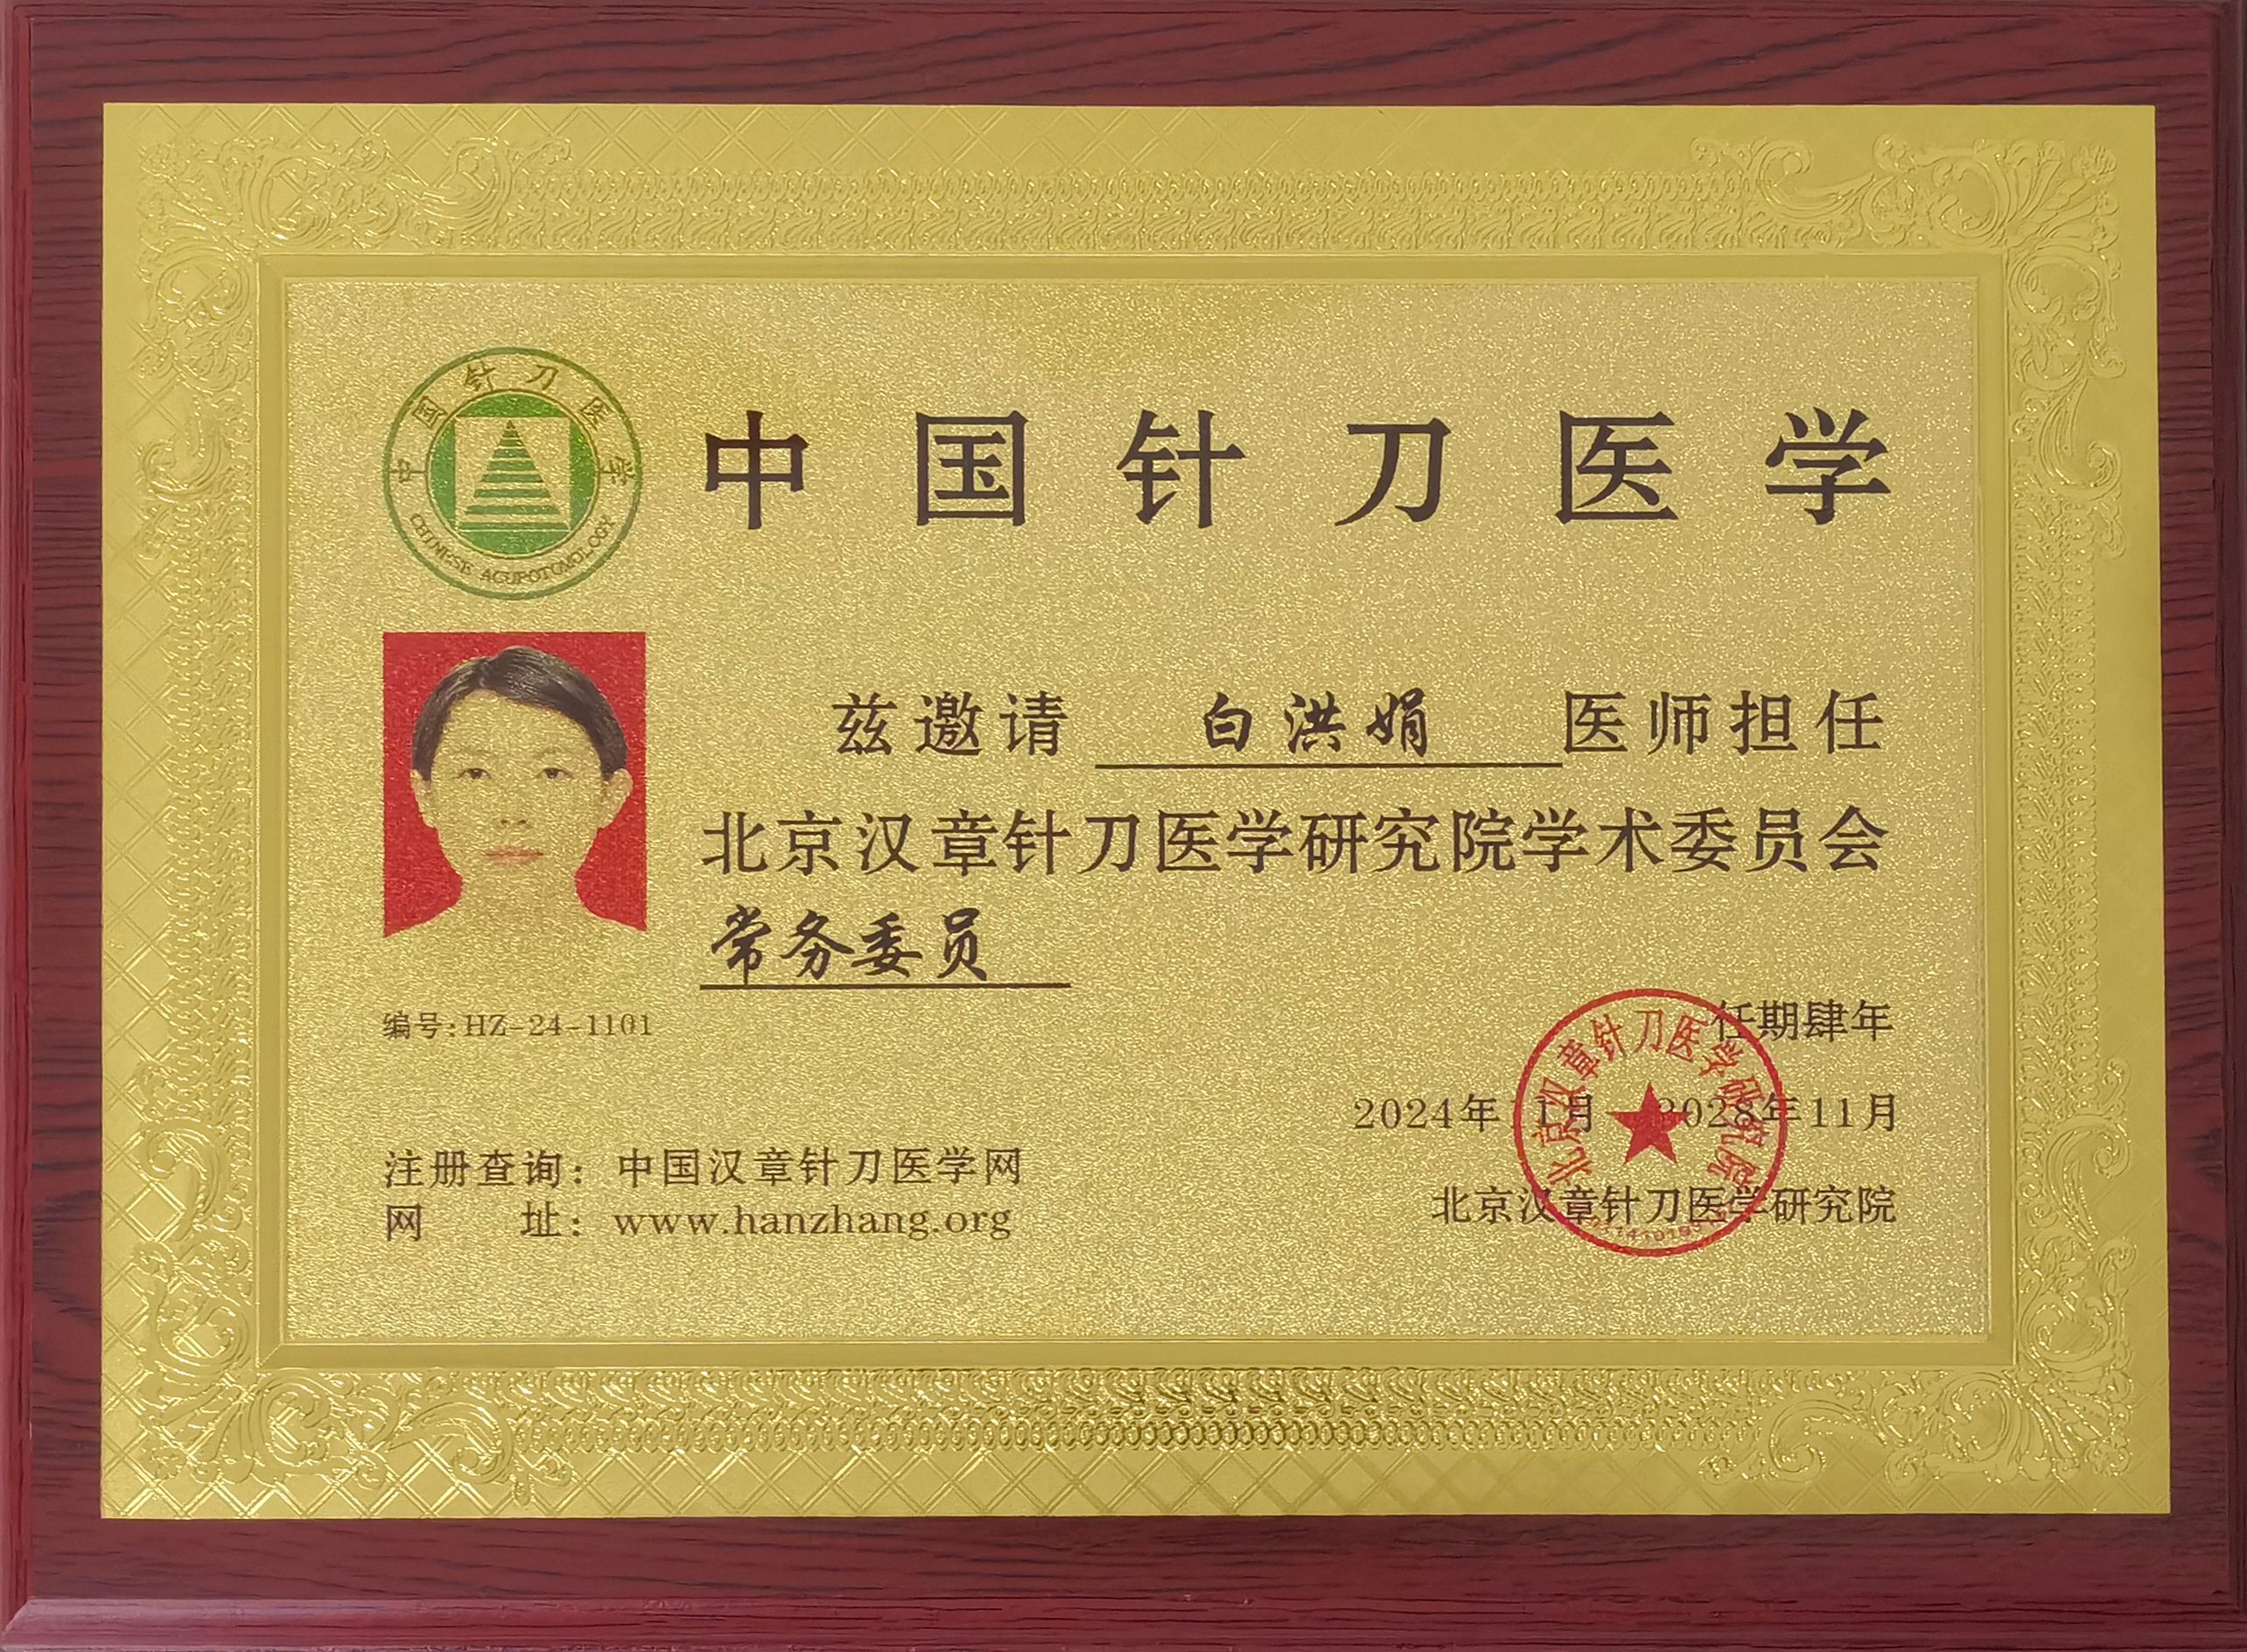 中国针刀医学
CHINESE ACUPOTOMOLOGY
中国针刀医学
兹邀请 白洪娟 医师担任
北京汉章针刀医学研究院学术委员会
常务委员
编号:HZ-24-1101
任期肆年
2024年11月 2028年11月
北京汉章针刀医学研究院
北京汉章针刀医学研究院
注册查询：中国汉章针刀医学网
网 址：www.hanzhang.org